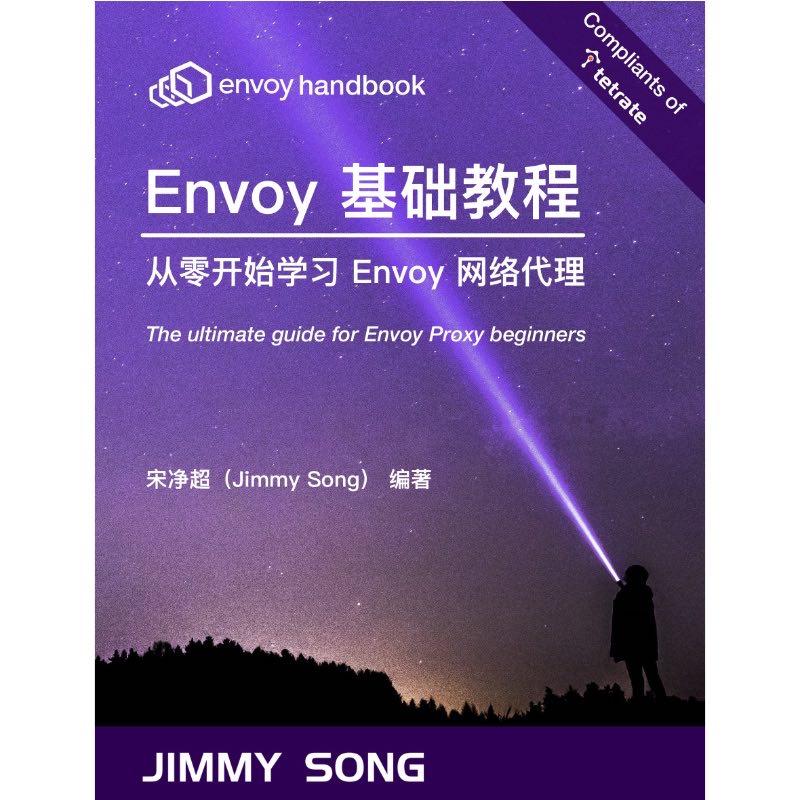 envoy handbook
Compliants of
tetrate
Envoy 基础教程
从零开始学习 Envoy 网络代理
The ultimate guide for Envoy Proxy beginners
宋净超（Jimmy Song） 编著
JIMMY SONG